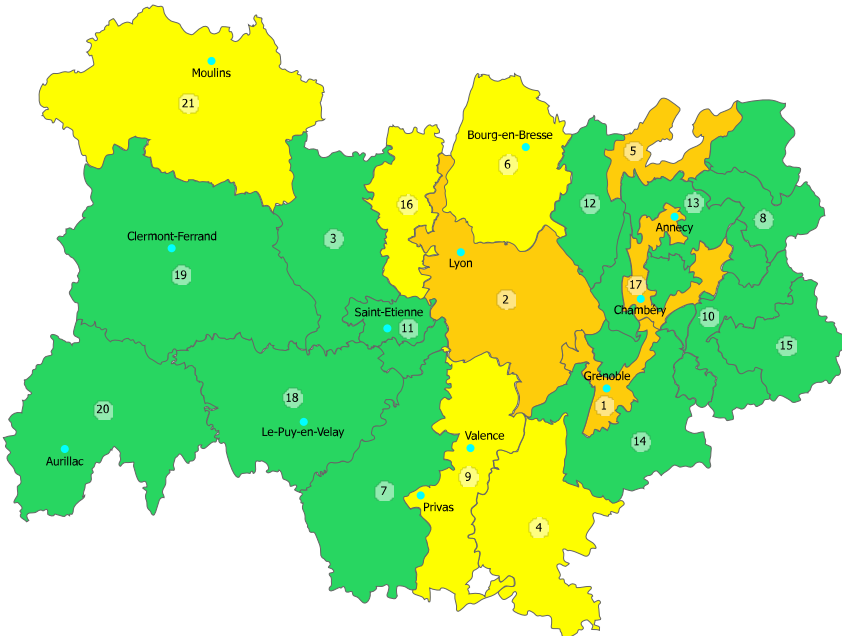 Moulins
21
Bourg-en-Bresse
6
5
16
12
13
8
Annecy
Clermont-Ferrand
19
3
Lyon
2
17
Chambéry
10
15
Saint-Etienne
11
Grenoble
1
20
18
Le-Puy-en-Velay
Aurillac
14
Valence
9
7
Privas
4